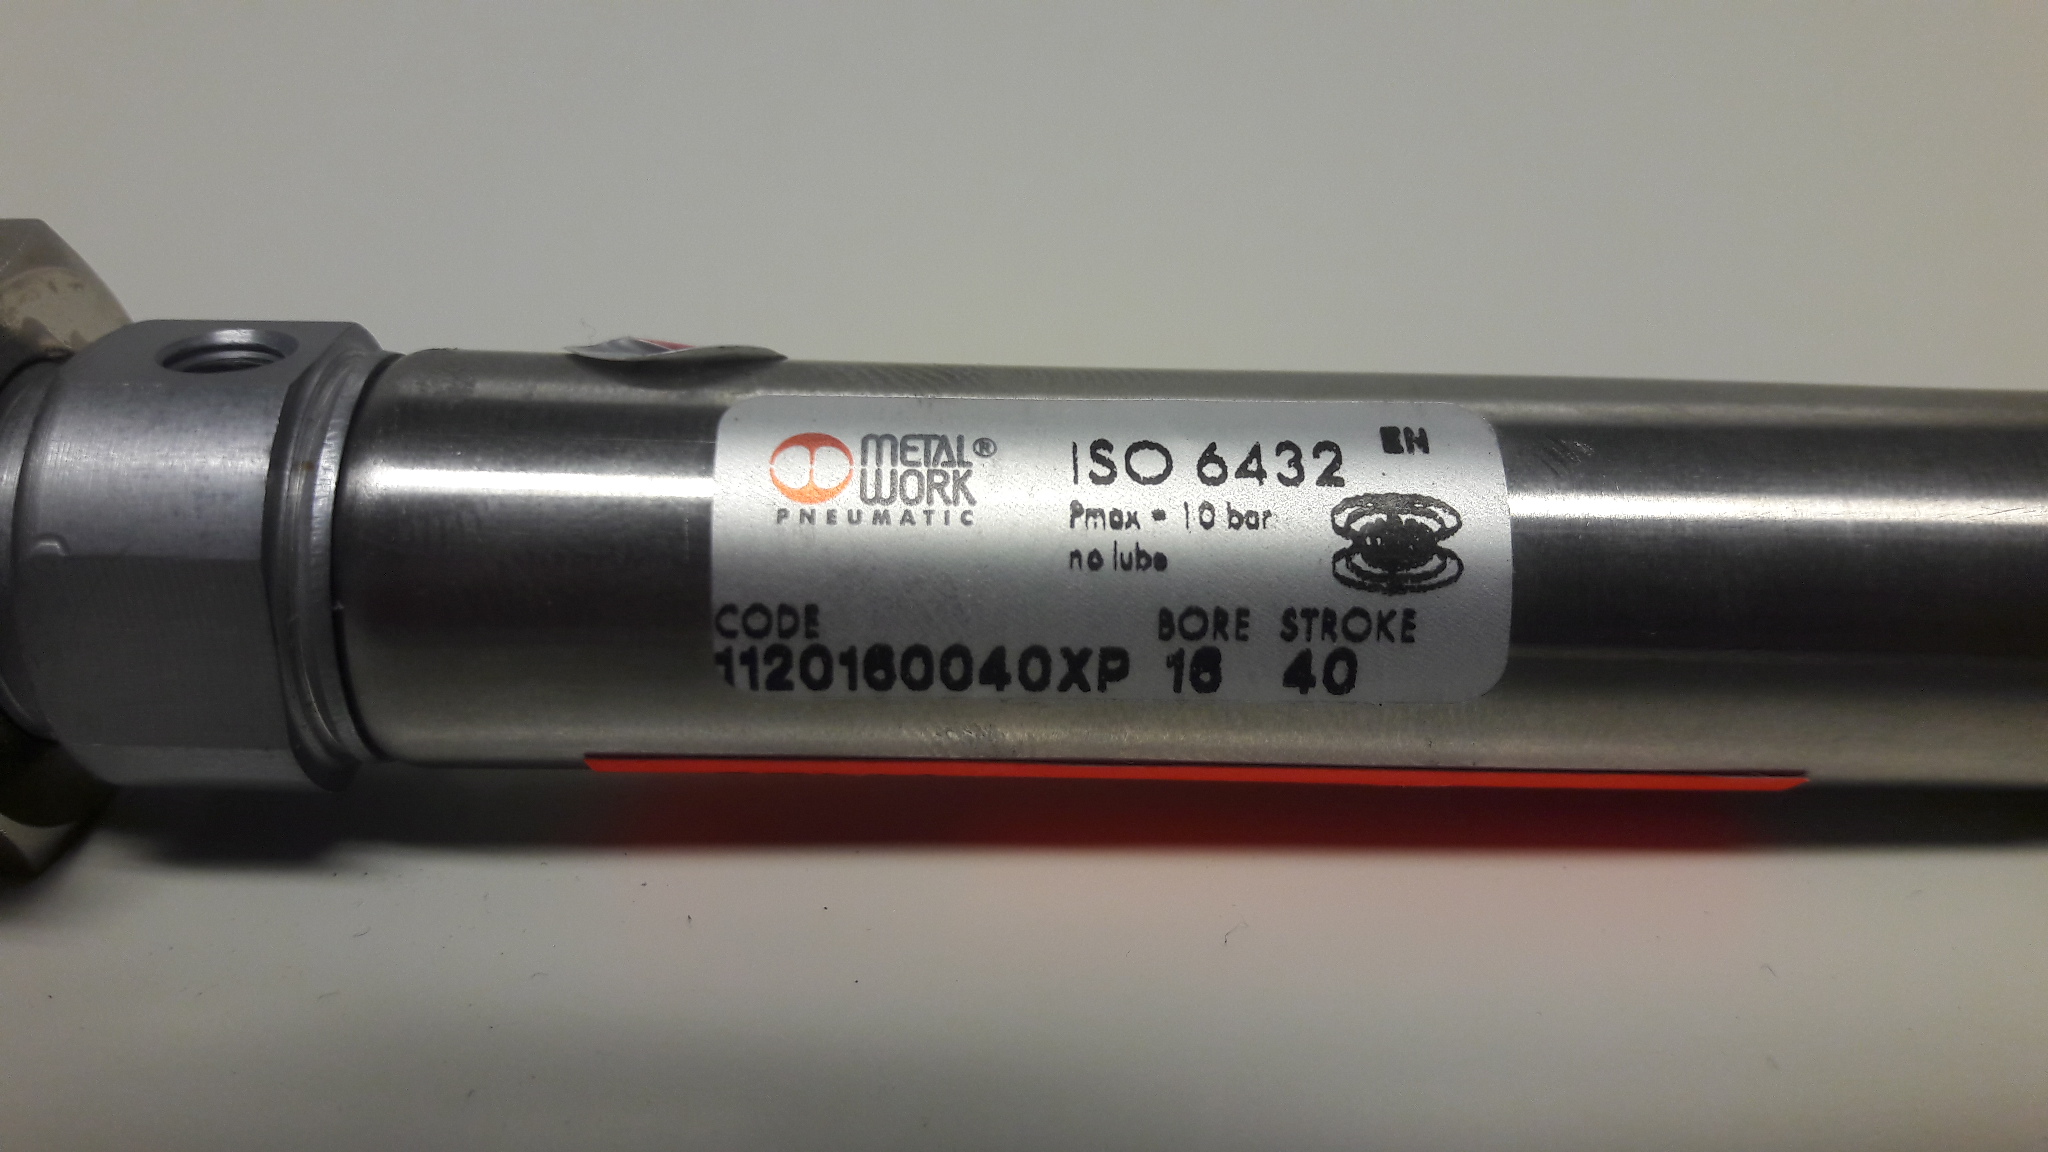 METAL® WORK
PNEUMATIC
ISO 6432
EN
Pmax = 10 bar
no lube
CODE BORE STROKE
1120160040XP 16 40